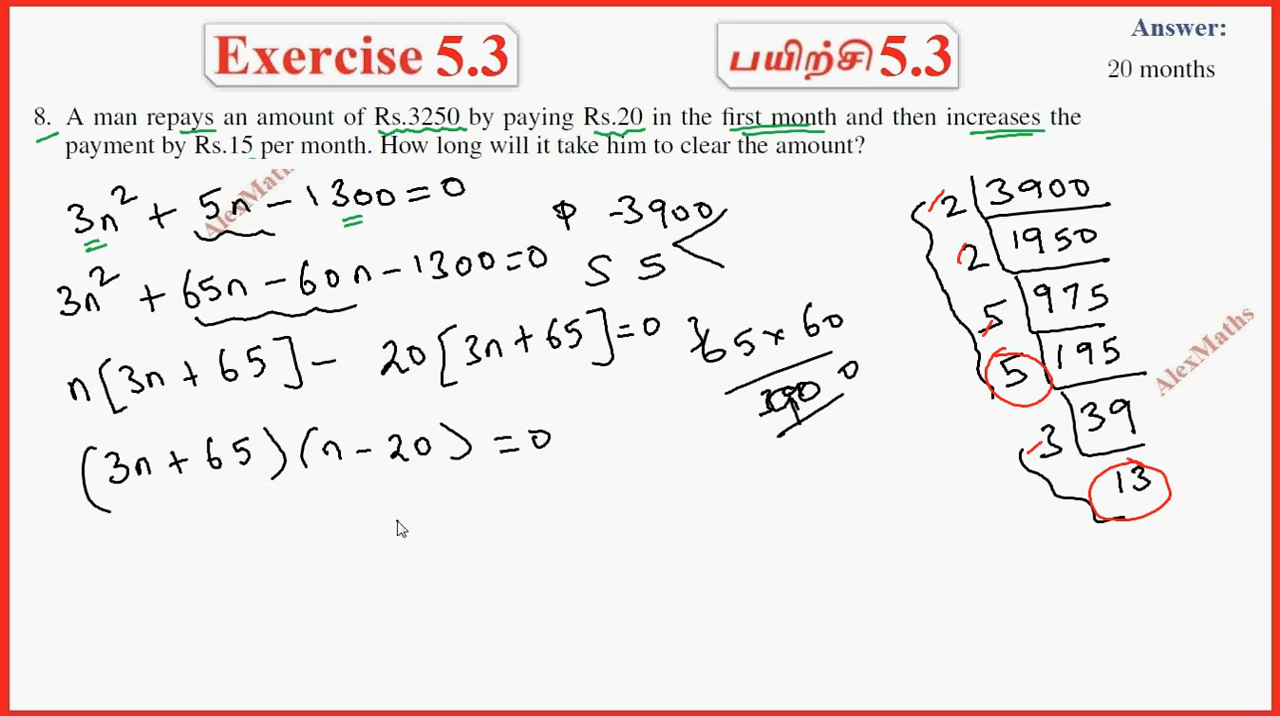 Exercise 5.3
பயிற்சி 5.3
Answer:
20 months
8. A man repays an amount of Rs.3250 by paying Rs.20 in the first month and then increases the
payment by Rs.15 per month. How long will it take him to clear the amount?
3n² + 5n - 1300 = 0
3n² + 65n - 60n - 1300 = 0
n[3n + 65] - 20[3n + 65] = 0
(3n + 65)(n - 20) = 0
P -3900
S 5
65 × 60
2 3900
2 1950
5 975
5 195
3 39
13
AlexMaths
AlexMaths